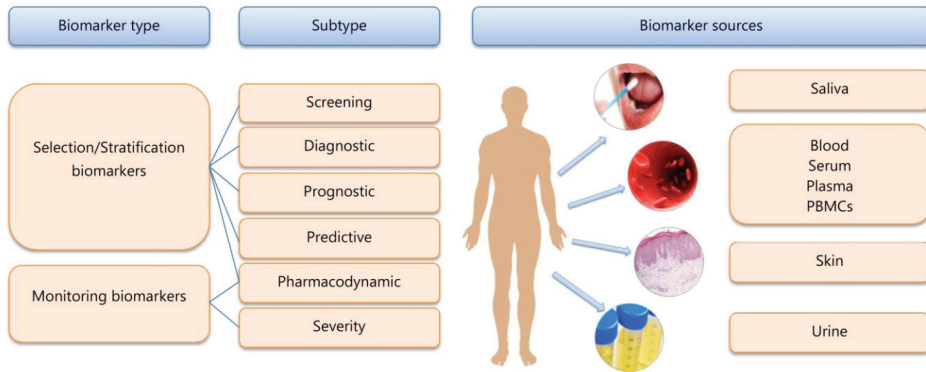 Biomarker type
Subtype
Biomarker sources
Selection/Stratification
biomarkers
Monitoring biomarkers
Screening
Diagnostic
Prognostic
Predictive
Pharmacodynamic
Severity
Saliva
Blood
Serum
Plasma
PBMCs
Skin
Urine